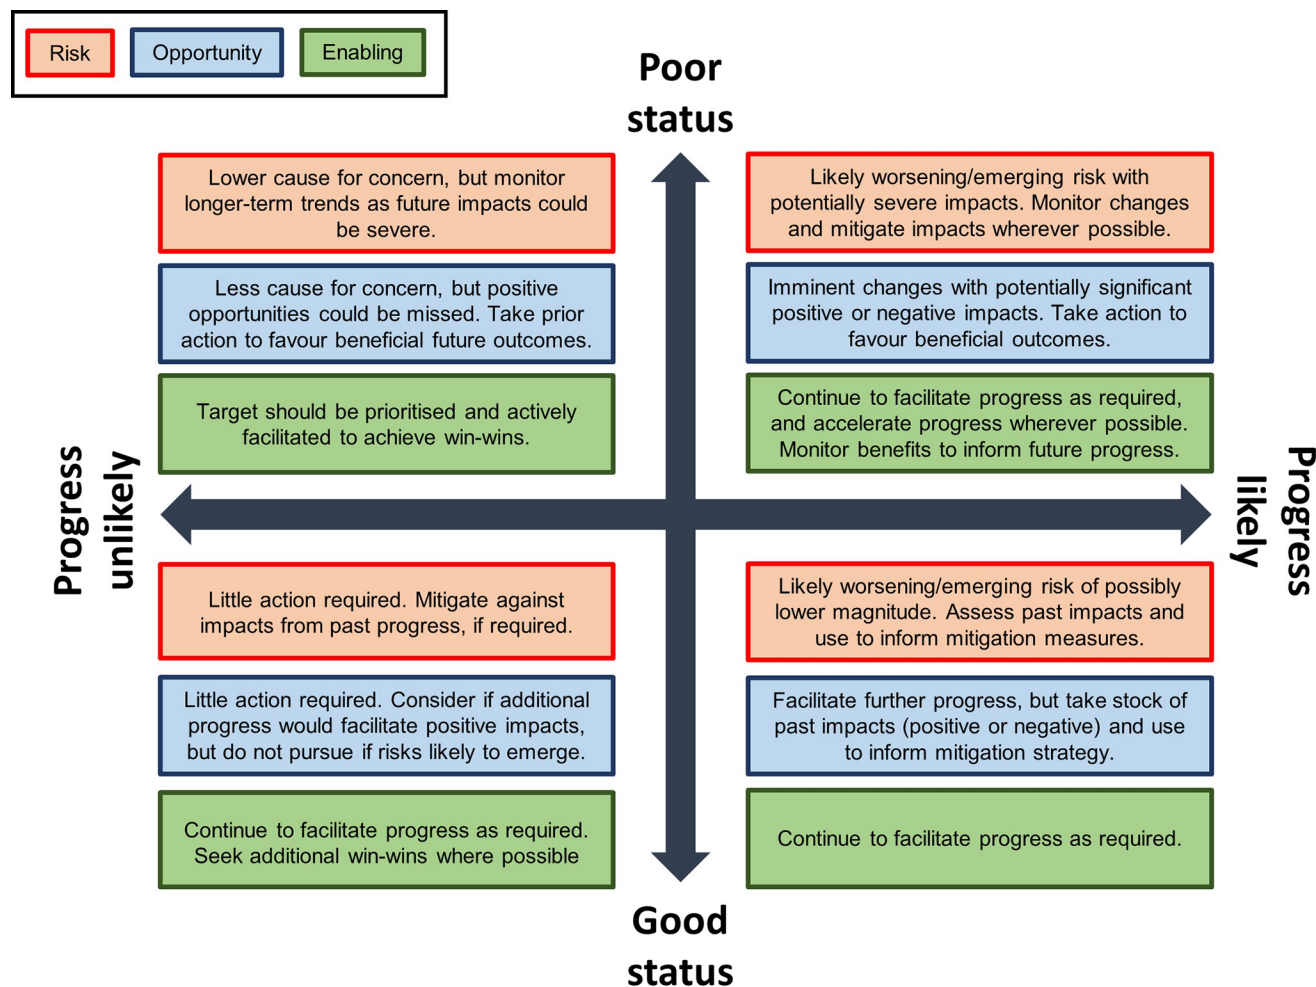 Risk
Opportunity
Enabling
Poor
status
Lower cause for concern, but monitor
longer-term trends as future impacts could
be severe.
Likely worsening/emerging risk with
potentially severe impacts. Monitor changes
and mitigate impacts wherever possible.
Less cause for concern, but positive
opportunities could be missed. Take prior
action to favour beneficial future outcomes.
Imminent changes with potentially significant
positive or negative impacts. Take action to
favour beneficial outcomes.
Target should be prioritised and actively
facilitated to achieve win-wins.
Continue to facilitate progress as required,
and accelerate progress wherever possible.
Monitor benefits to inform future progress.
Progress
unlikely
Progress
likely
Little action required. Mitigate against
impacts from past progress, if required.
Likely worsening/emerging risk of possibly
lower magnitude. Assess past impacts and
use to inform mitigation measures.
Little action required. Consider if additional
progress would facilitate positive impacts,
but do not pursue if risks likely to emerge.
Facilitate further progress, but take stock of
past impacts (positive or negative) and use
to inform mitigation strategy.
Continue to facilitate progress as required.
Seek additional win-wins where possible
Continue to facilitate progress as required.
Good
status